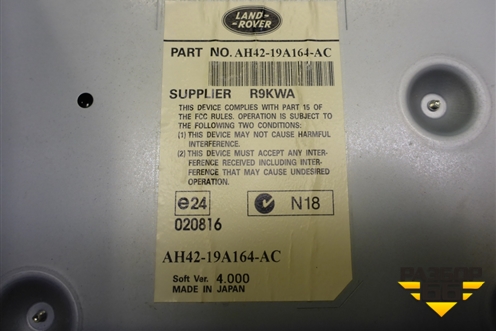 LAND-
-ROVER
PART NO. AH42-19A164-AC
SUPPLIER R9KWA
THIS DEVICE COMPLIES WITH PART 15 OF
THE FCC RULES. OPERATION IS SUBJECT TO
THE FOLLOWING TWO CONDITIONS:
(1) THIS DEVICE MAY NOT CAUSE HARMFUL
INTERFERENCE.
(2) THIS DEVICE MUST ACCEPT ANY INTER-
FERENCE RECEIVED INCLUDING INTER-
FERENCE THAT MAY CAUSE UNDESIRED
OPERATION.
e24
N18
020816
AH42-19A164-AC
Soft Ver. 4.000
MADE IN JAPAN